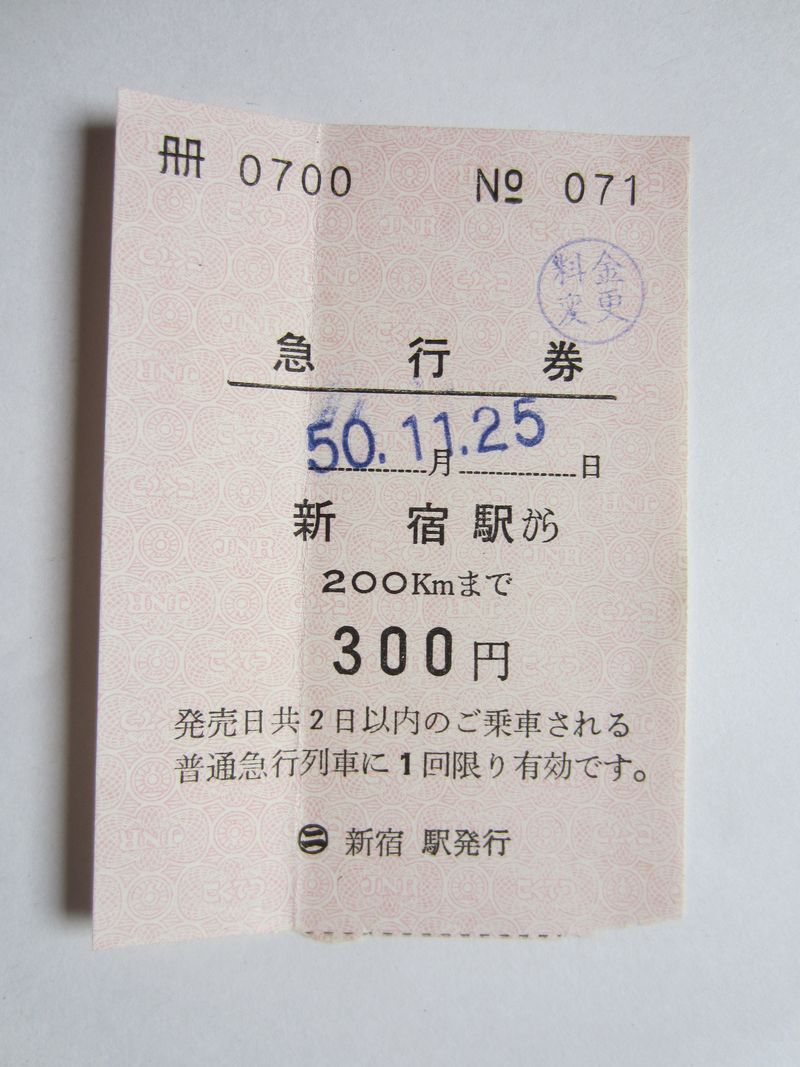 冊 0700 Nº 071
料金
変更
急行券
50.11.25
月 日
新宿駅から
200Kmまで
300円
発売日共2日以内のご乗車される
普通急行列車に1回限り有効です。
㊁ 新宿 駅発行